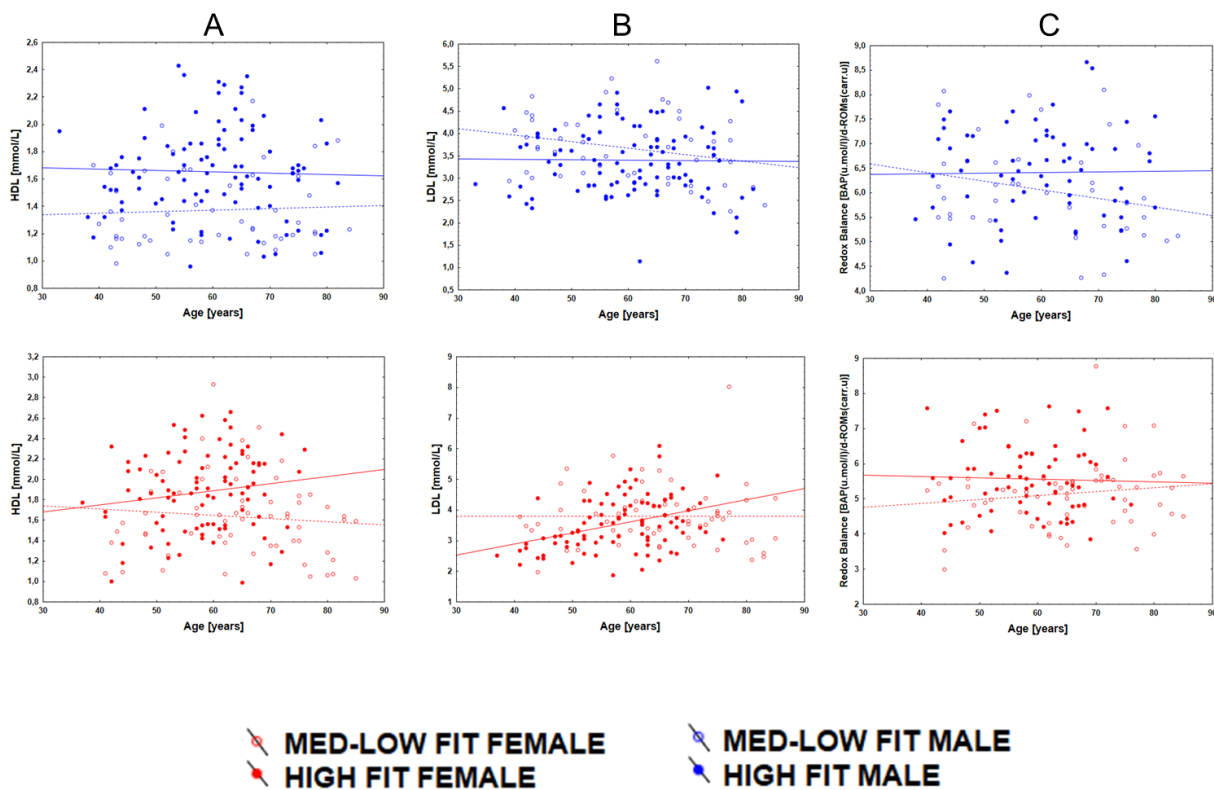 A
B
C
HDL [mmol/L]
2,6
2,4
2,2
2,0
1,8
1,6
1,4
1,2
1,0
0,8
30 40 50 60 70 80 90
Age [years]
LDL [mmol/L]
6,0
5,5
5,0
4,5
4,0
3,5
3,0
2,5
2,0
1,5
1,0
0,5
30 40 50 60 70 80 90
Age [years]
Redox Balance [BAP(u.mol/l)/d-ROMs(carr.u)]
9,0
8,5
8,0
7,5
7,0
6,5
6,0
5,5
5,0
4,5
4,0
30 40 50 60 70 80 90
Age [years]
HDL [mmol/L]
3,2
3,0
2,8
2,6
2,4
2,2
2,0
1,8
1,6
1,4
1,2
1,0
0,8
30 40 50 60 70 80 90
Age [years]
LDL [mmol/L]
9
8
7
6
5
4
3
2
1
30 40 50 60 70 80 90
Age [years]
Redox Balance [BAP(u.mol/l)/d-ROMs(carr.u)]
9
8
7
6
5
4
3
2
30 40 50 60 70 80 90
Age [years]
MED-LOW FIT FEMALE
HIGH FIT FEMALE
MED-LOW FIT MALE
HIGH FIT MALE